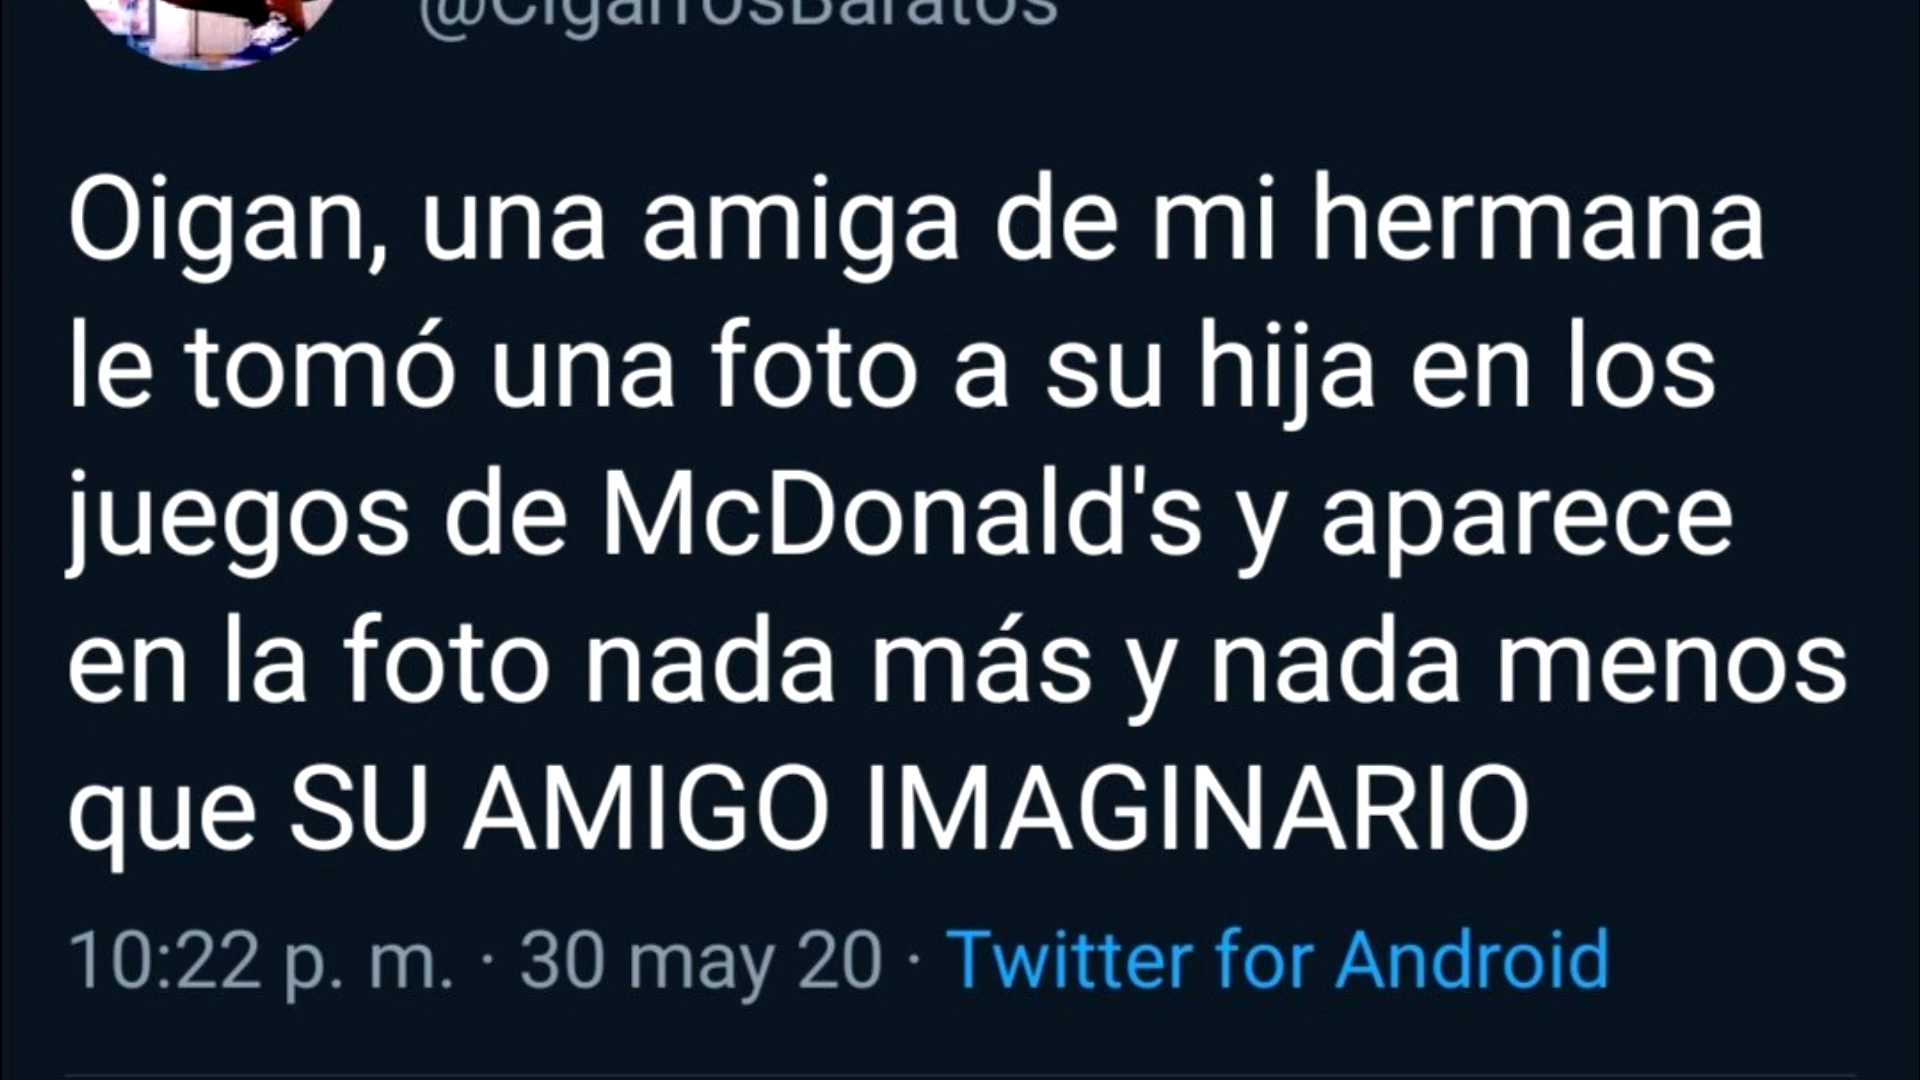 @CigarrosBaratos
Oigan, una amiga de mi hermana
le tomó una foto a su hija en los
juegos de McDonald's y aparece
en la foto nada más y nada menos
que SU AMIGO IMAGINARIO
10:22 p. m. · 30 may 20 · Twitter for Android